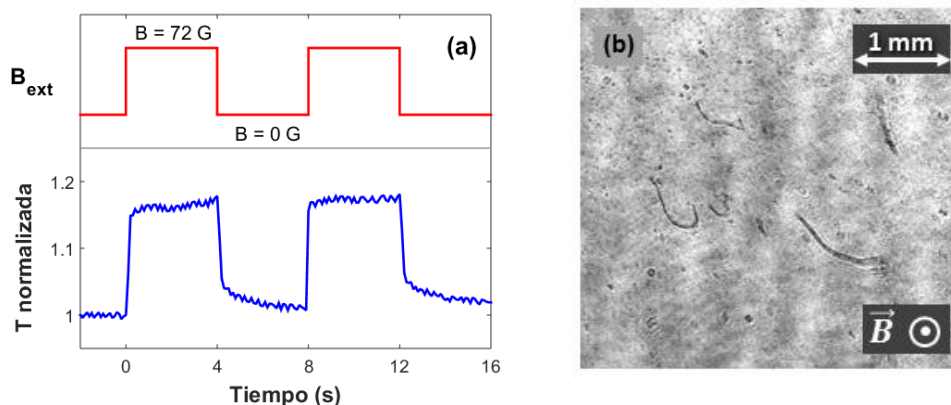 B = 72 G
(a)
B_ext
B = 0 G
1.2
1.1
1
T normalizada
0
4
8
12
16
Tiempo (s)
(b)
1 mm
B⃗ ⊙